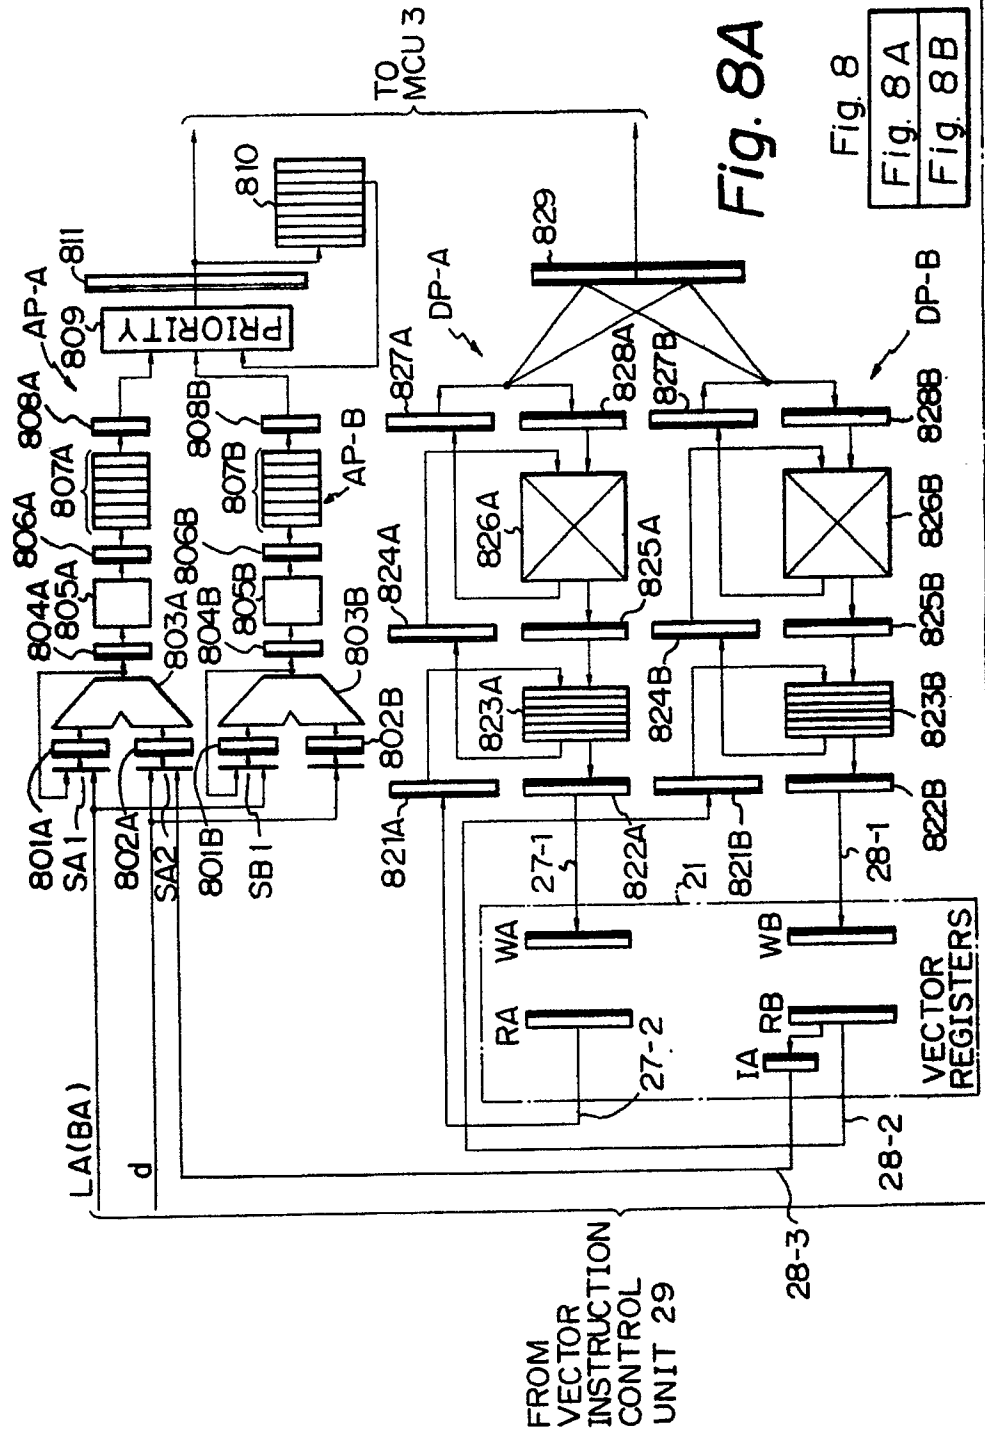 Fig. 8A
Fig. 8
Fig. 8A
Fig. 8B
TO
MCU 3
810
811
809
PRIORITY
AP-A
808A
807A
806A
805A
804A
803A
801A
SA1
802A
SA2
808B
807B
AP-B
806B
805B
804B
803B
802B
801B
SB1
829
DP-A
827A
828A
826A
824A
825A
823A
821A
822A
27-1
DP-B
827B
828B
826B
824B
825B
823B
821B
822B
28-1
21
WA
RA
27-2
WB
RB
IA
VECTOR
REGISTERS
28-2
28-3
LA(BA)
d
FROM
VECTOR
INSTRUCTION
CONTROL
UNIT 29